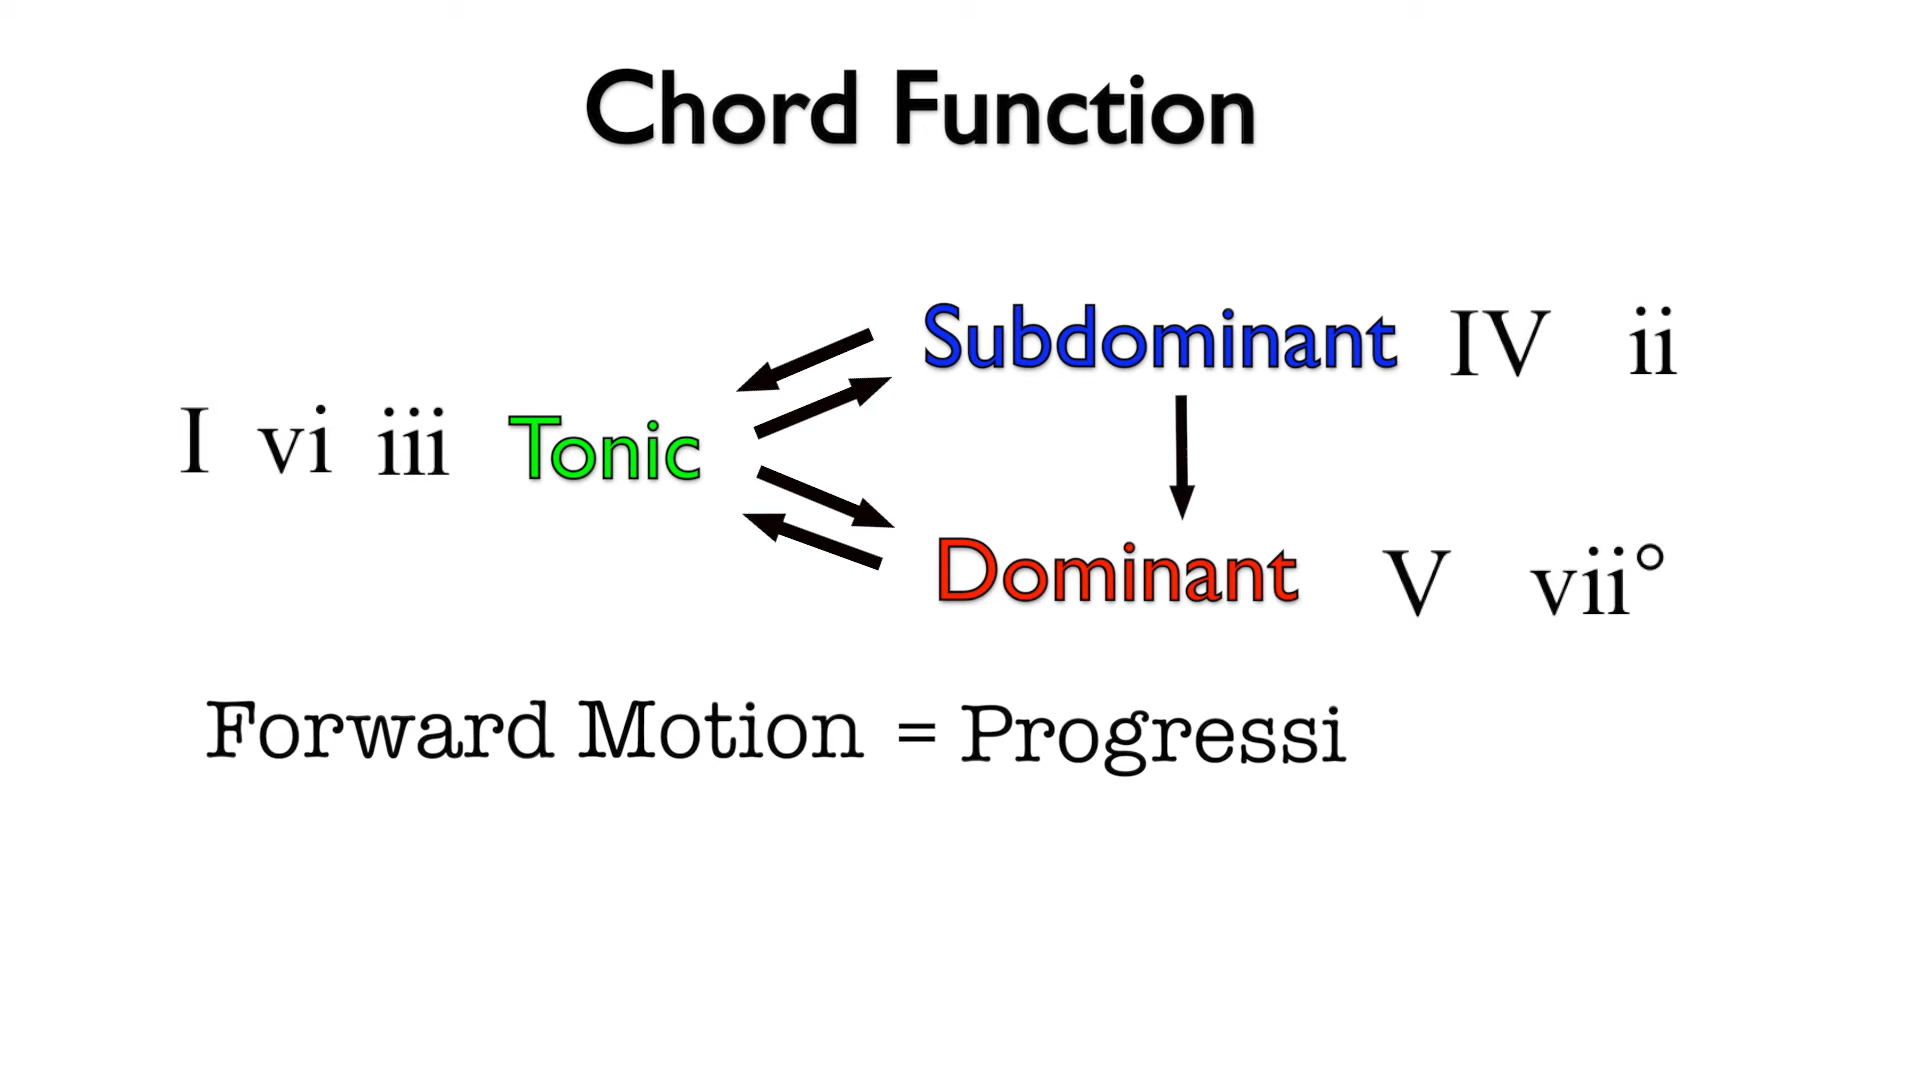 Chord Function
Subdominant IV ii
I vi iii Tonic
Dominant V vii°
Forward Motion = Progressi